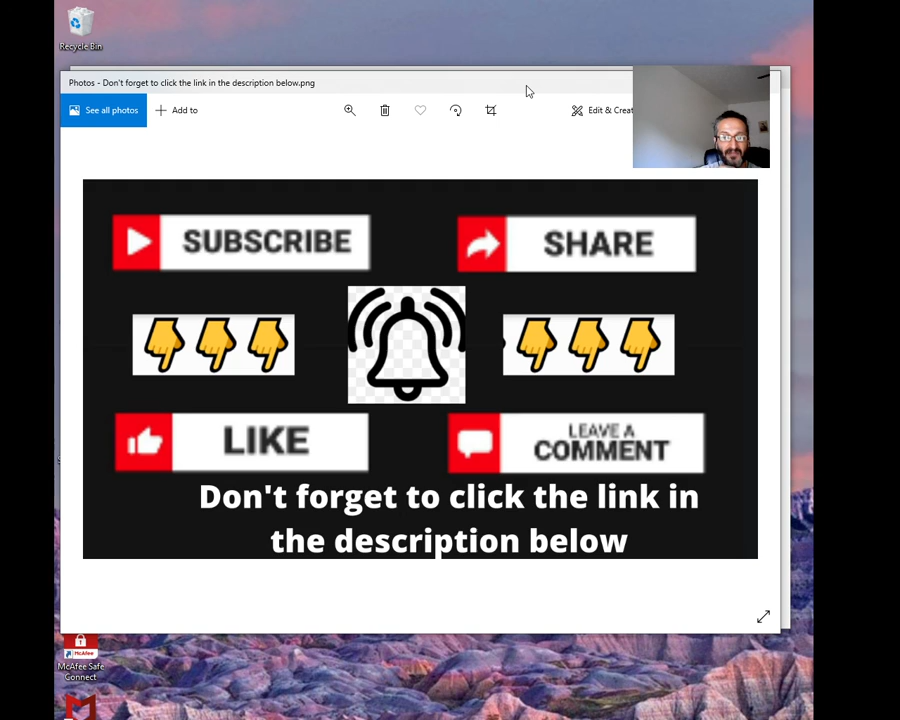 Recycle Bin
Photos - Don't forget to click the link in the description below.png
See all photos
Add to
Edit & Creat
SUBSCRIBE
SHARE
LIKE
LEAVE A
COMMENT
Don't forget to click the link in
the description below
McAfee
McAfee Safe
Connect